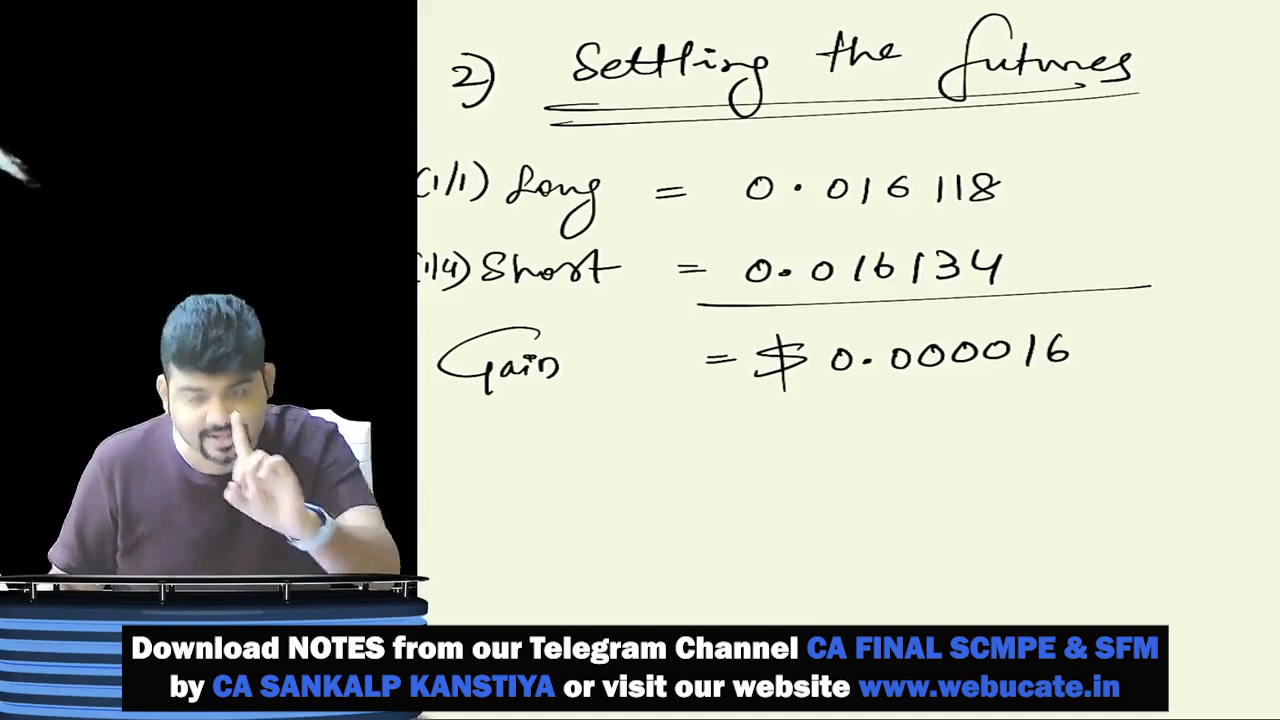 2) Settling the futures
(1/1) Long = 0.016118
(1/4) Short = 0.016134
Gain = $ 0.000016
Download NOTES from our Telegram Channel CA FINAL SCMPE & SFM
by CA SANKALP KANSTIYA or visit our website www.webucate.in